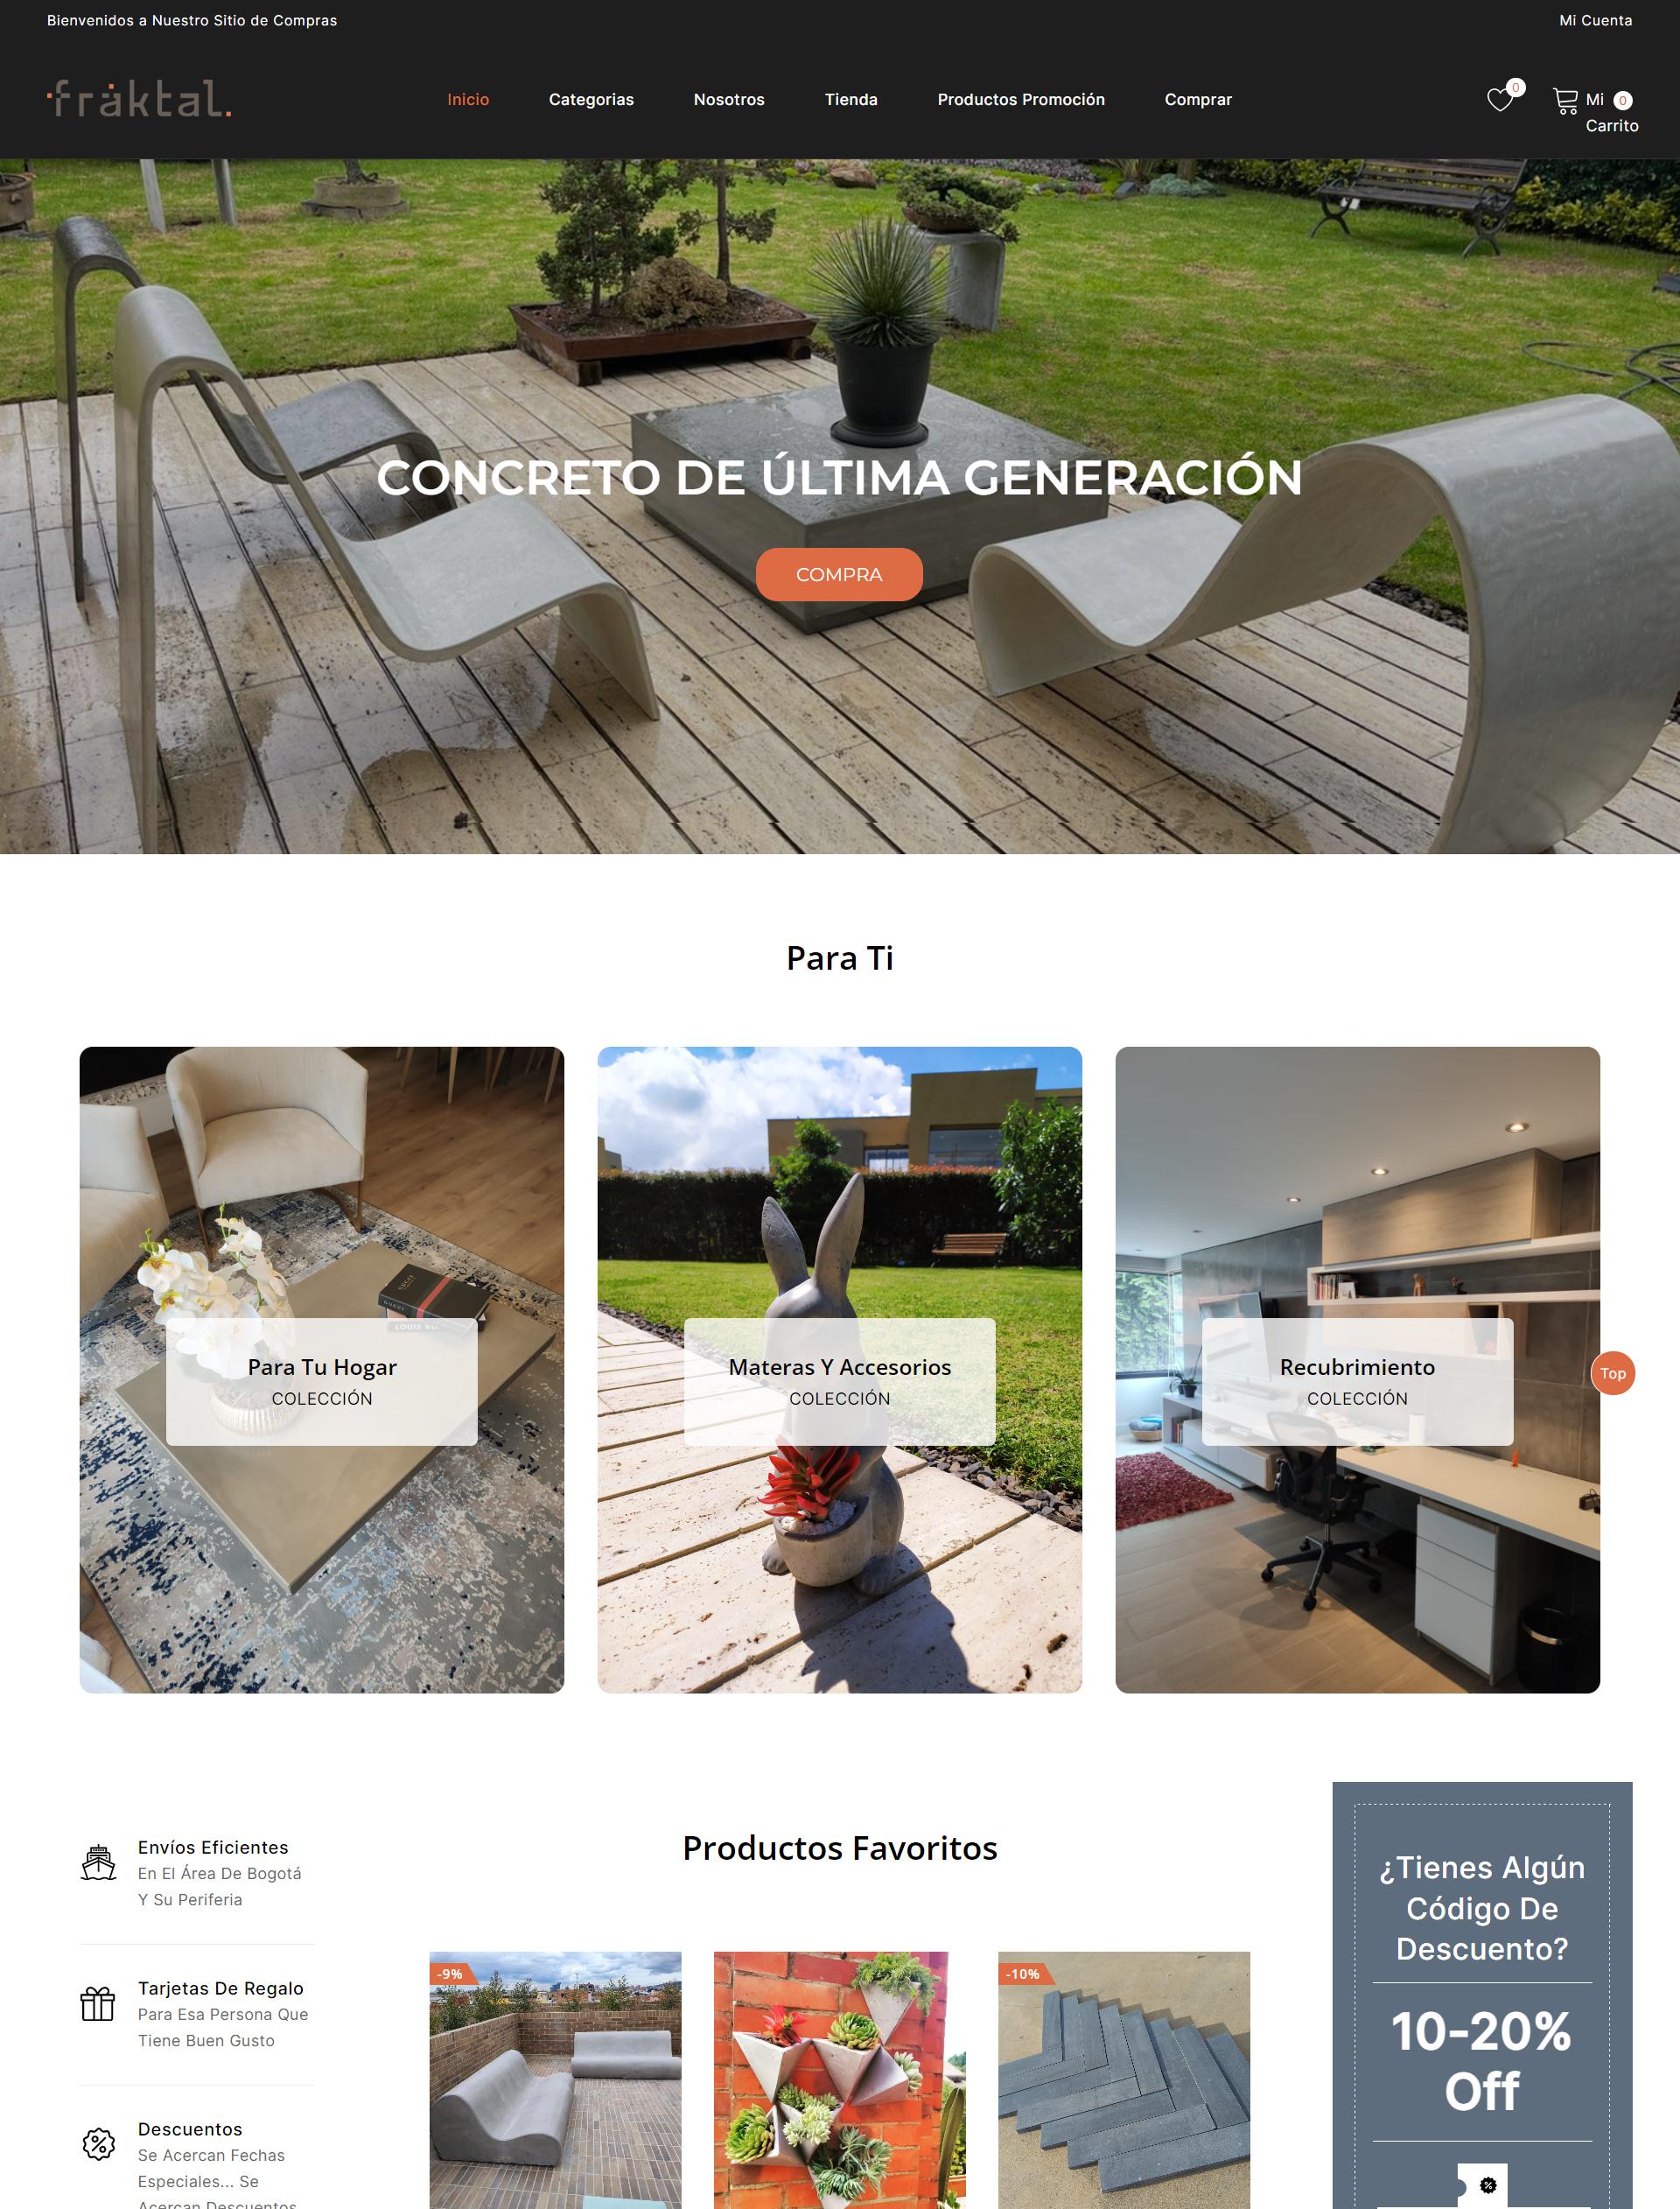 Bienvenidos a Nuestro Sitio de Compras
Mi Cuenta
fráktal.
Inicio
Categorias
Nosotros
Tienda
Productos Promoción
Comprar
0
Mi 0
Carrito
CONCRETO DE ÚLTIMA GENERACIÓN
COMPRA
Para Ti
Para Tu Hogar
COLECCIÓN
Materas Y Accesorios
COLECCIÓN
Recubrimiento
COLECCIÓN
Top
Envíos Eficientes
En El Área De Bogotá
Y Su Periferia
Tarjetas De Regalo
Para Esa Persona Que
Tiene Buen Gusto
Descuentos
Se Acercan Fechas
Especiales... Se
Acercan Descuentos
Productos Favoritos
-9%
-10%
¿Tienes Algún
Código De
Descuento?
10-20%
Off